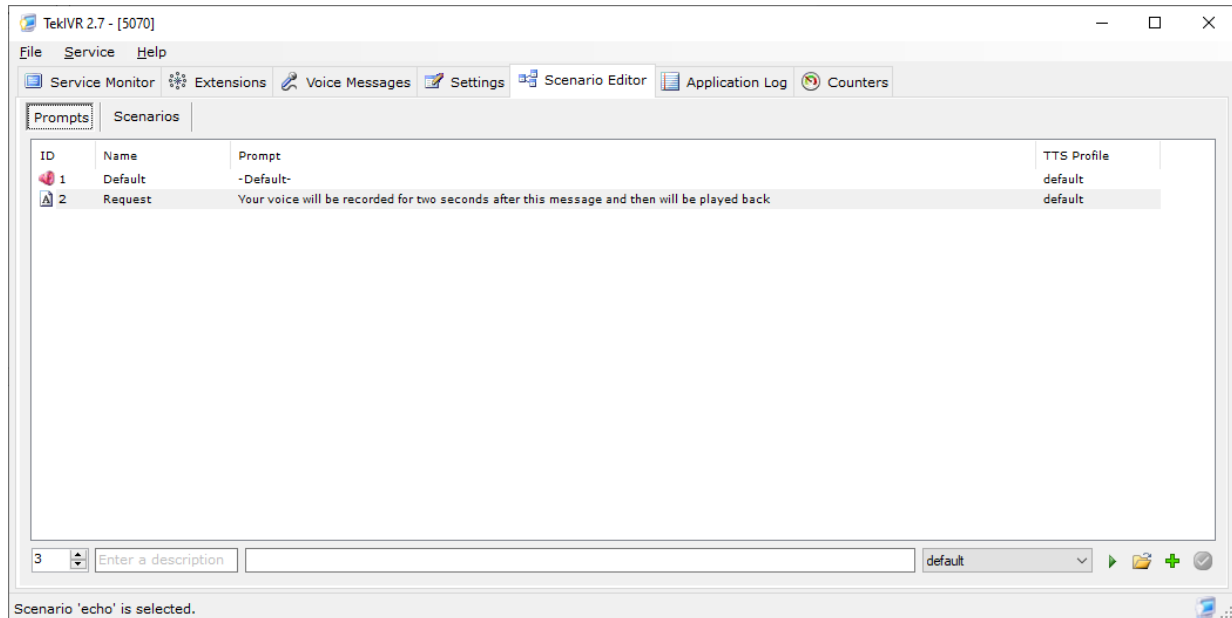 TekIVR 2.7 - [5070]
File Service Help
Service Monitor Extensions Voice Messages Settings Scenario Editor Application Log Counters
Prompts Scenarios
ID Name Prompt TTS Profile
1 Default -Default- default
A 2 Request Your voice will be recorded for two seconds after this message and then will be played back default
3 Enter a description default
Scenario 'echo' is selected.